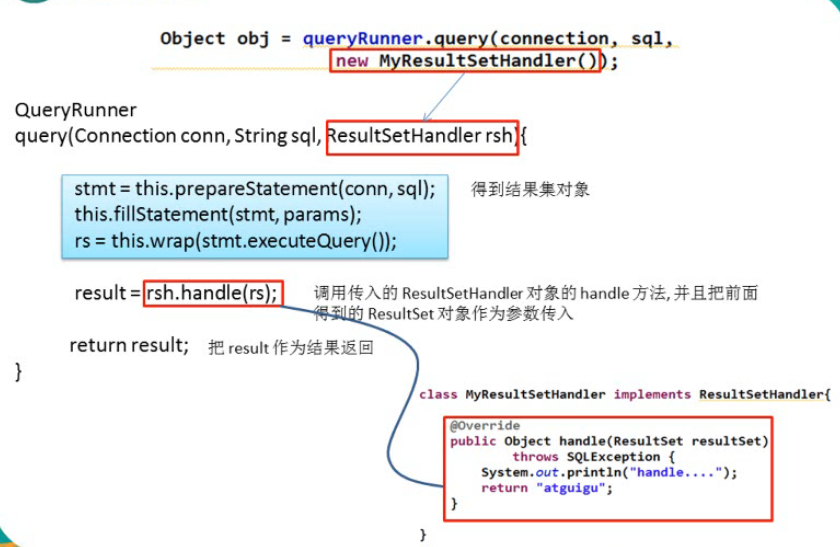 Object obj = queryRunner.query(connection, sql,
new MyResultSetHandler());
QueryRunner
query(Connection conn, String sql, ResultSetHandler rsh){
stmt = this.prepareStatement(conn, sql);
得到结果集对象
this.fillStatement(stmt, params);
rs = this.wrap(stmt.executeQuery());
result = rsh.handle(rs);
调用传入的 ResultSetHandler 对象的 handle 方法, 并且把前面
得到的 ResultSet 对象作为参数传入
return result;
把 result 作为结果返回
}
class MyResultSetHandler implements ResultSetHandler{
@Override
public Object handle(ResultSet resultSet)
throws SQLException {
System.out.println("handle....");
return "atguigu";
}
}